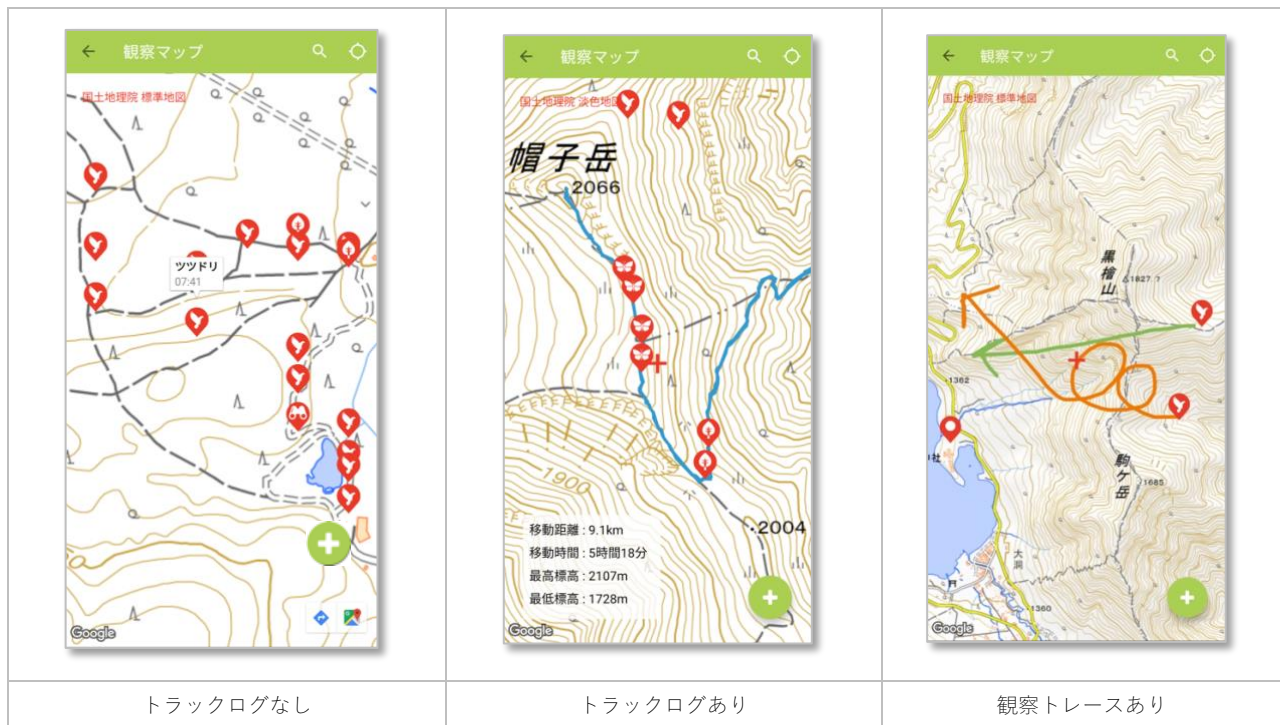 観察マップ
国土地理院 標準地図
ツツドリ
07:41
Google
トラックログなし
観察マップ
国土地理院 淡色地図
帽子岳
2066
1900
2004
移動距離 : 9.1km
移動時間 : 5時間18分
最高標高 : 2107m
最低標高 : 1728m
Google
トラックログあり
観察マップ
国土地理院 標準地図
黒檜山
1827.7
1382
社
駒ケ岳
1685
大洞
1360
Google
観察トレースあり